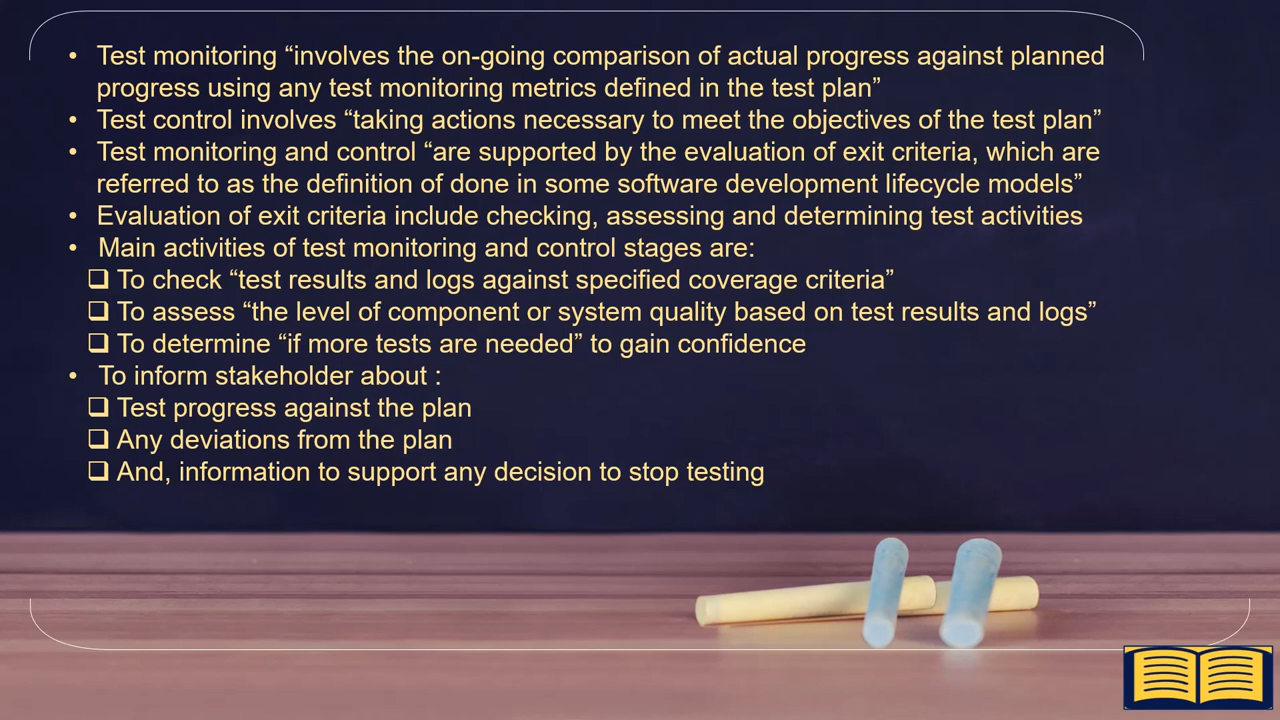 • Test monitoring “involves the on-going comparison of actual progress against planned
progress using any test monitoring metrics defined in the test plan”
• Test control involves “taking actions necessary to meet the objectives of the test plan”
• Test monitoring and control “are supported by the evaluation of exit criteria, which are
referred to as the definition of done in some software development lifecycle models”
• Evaluation of exit criteria include checking, assessing and determining test activities
• Main activities of test monitoring and control stages are:
❑ To check “test results and logs against specified coverage criteria”
❑ To assess “the level of component or system quality based on test results and logs”
❑ To determine “if more tests are needed” to gain confidence
• To inform stakeholder about :
❑ Test progress against the plan
❑ Any deviations from the plan
❑ And, information to support any decision to stop testing